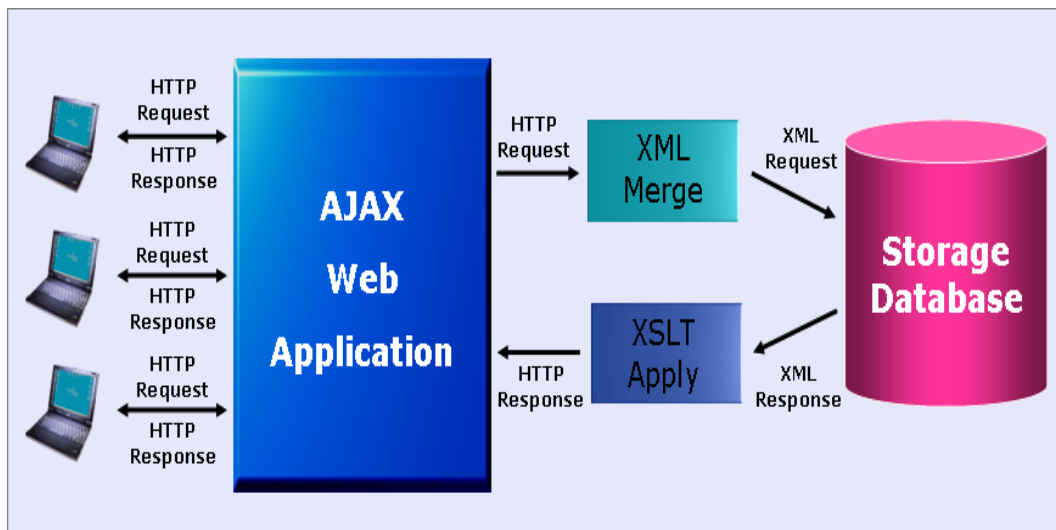 HTTP
Request
HTTP
Response
HTTP
Request
HTTP
Response
HTTP
Request
HTTP
Response
AJAX
Web
Application
HTTP
Request
XML
Merge
XML
Request
Storage
Database
XML
Response
XSLT
Apply
HTTP
Response